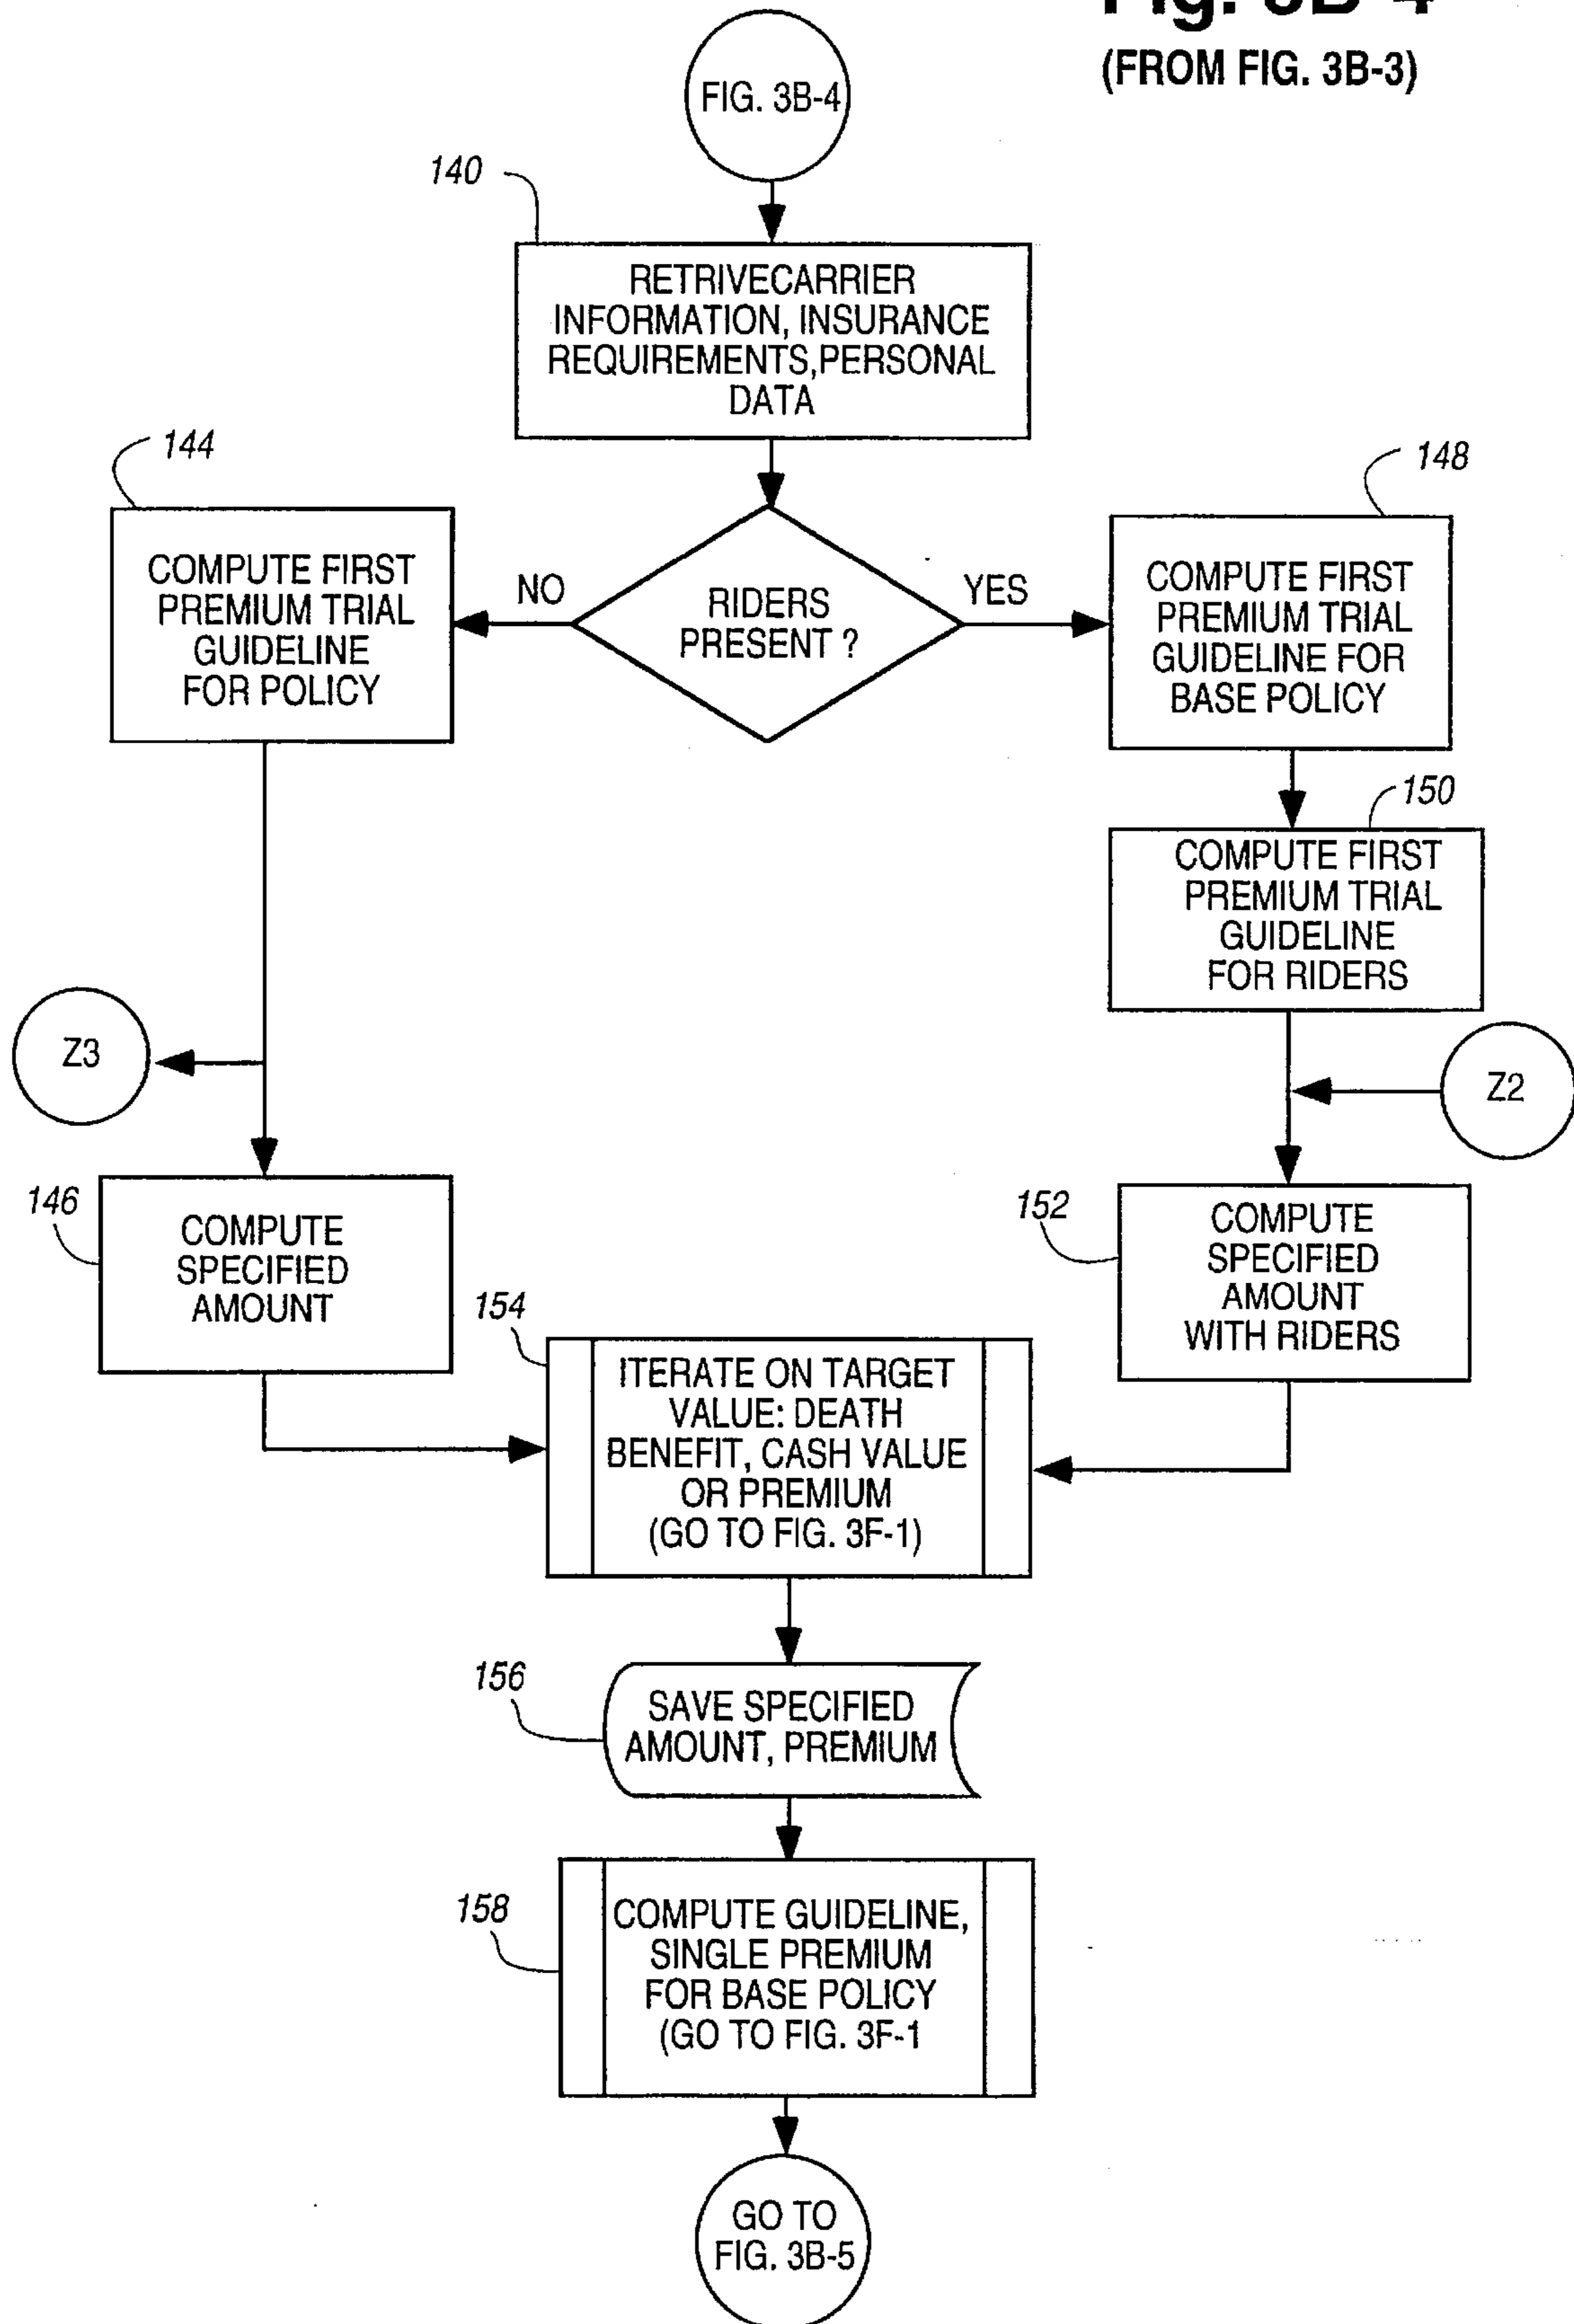 Fig. 3B-4
(FROM FIG. 3B-3)
FIG. 3B-4
140
RETRIVECARRIER
INFORMATION, INSURANCE
REQUIREMENTS,PERSONAL
DATA
144
148
COMPUTE FIRST
PREMIUM TRIAL
GUIDELINE
FOR POLICY
NO
RIDERS
PRESENT ?
YES
COMPUTE FIRST
PREMIUM TRIAL
GUIDELINE FOR
BASE POLICY
150
COMPUTE FIRST
PREMIUM TRIAL
GUIDELINE
FOR RIDERS
Z3
Z2
146
COMPUTE
SPECIFIED
AMOUNT
152
COMPUTE
SPECIFIED
AMOUNT
WITH RIDERS
154
ITERATE ON TARGET
VALUE: DEATH
BENEFIT, CASH VALUE
OR PREMIUM
(GO TO FIG. 3F-1)
156
SAVE SPECIFIED
AMOUNT, PREMIUM
158
COMPUTE GUIDELINE,
SINGLE PREMIUM
FOR BASE POLICY
(GO TO FIG. 3F-1
GO TO
FIG. 3B-5